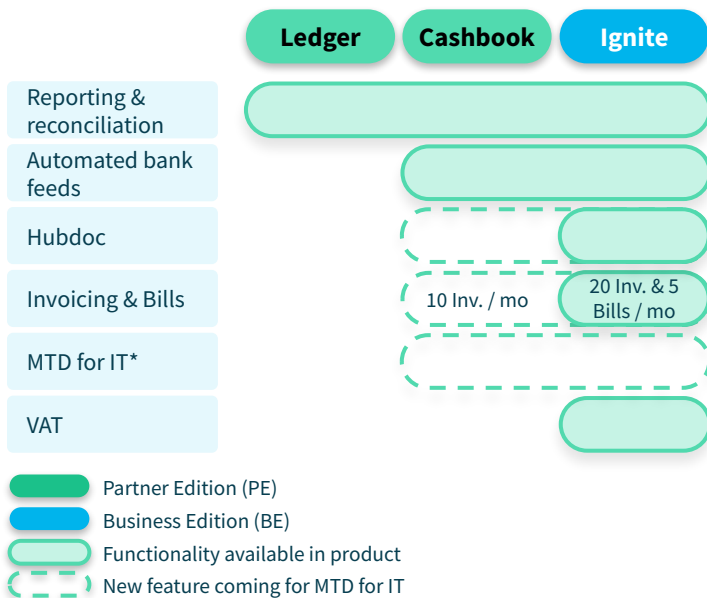 Ledger
Cashbook
Ignite
Reporting &
reconciliation
Automated bank
feeds
Hubdoc
Invoicing & Bills
10 Inv. / mo
20 Inv. & 5
Bills / mo
MTD for IT*
VAT
Partner Edition (PE)
Business Edition (BE)
Functionality available in product
New feature coming for MTD for IT